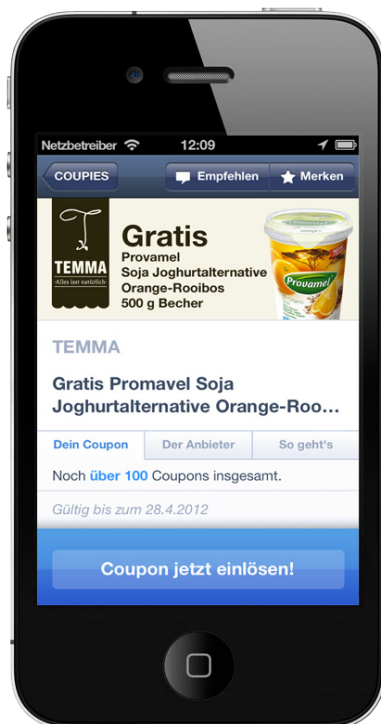 Netzbetreiber 12:09
COUPIES Empfehlen Merken
TEMMA
·Alles isst natürlich·
Gratis
Provamel
Soja Joghurtalternative
Orange-Rooibos
500 g Becher
Provamel
TEMMA
Gratis Promavel Soja
Joghurtalternative Orange-Roo...
Dein Coupon Der Anbieter So geht's
Noch über 100 Coupons insgesamt.
Gültig bis zum 28.4.2012
Coupon jetzt einlösen!